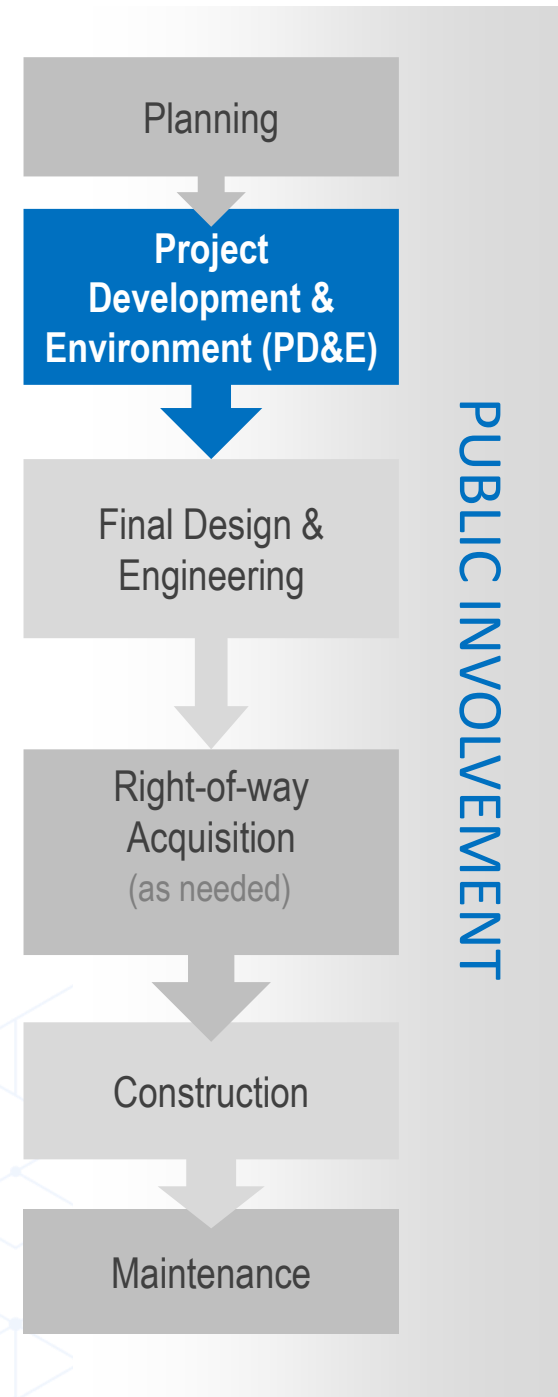 Planning
Project
Development &
Environment (PD&E)
Final Design &
Engineering
Right-of-way
Acquisition
(as needed)
Construction
Maintenance
PUBLIC INVOLVEMENT